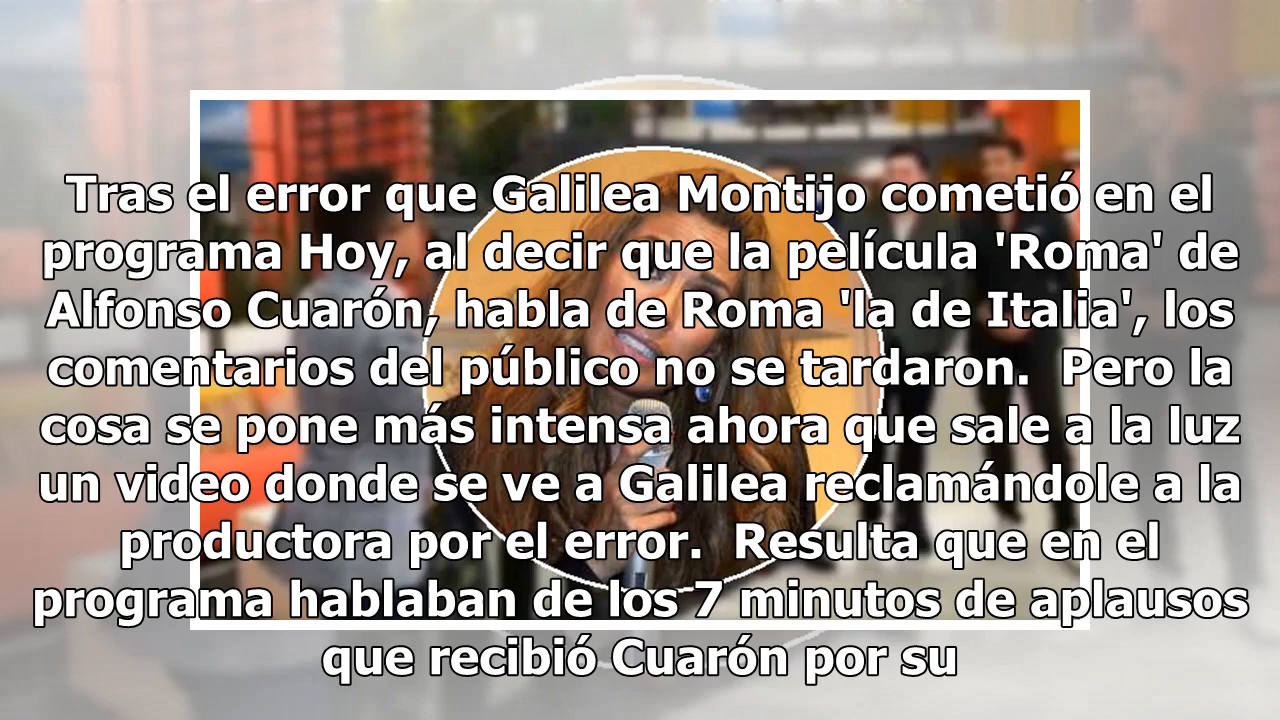 Tras el error que Galilea Montijo cometió en el
programa Hoy, al decir que la película 'Roma' de
Alfonso Cuarón, habla de Roma 'la de Italia', los
comentarios del público no se tardaron.  Pero la
cosa se pone más intensa ahora que sale a la luz
un video donde se ve a Galilea reclamándole a la
productora por el error.  Resulta que en el
programa hablaban de los 7 minutos de aplausos
que recibió Cuarón por su